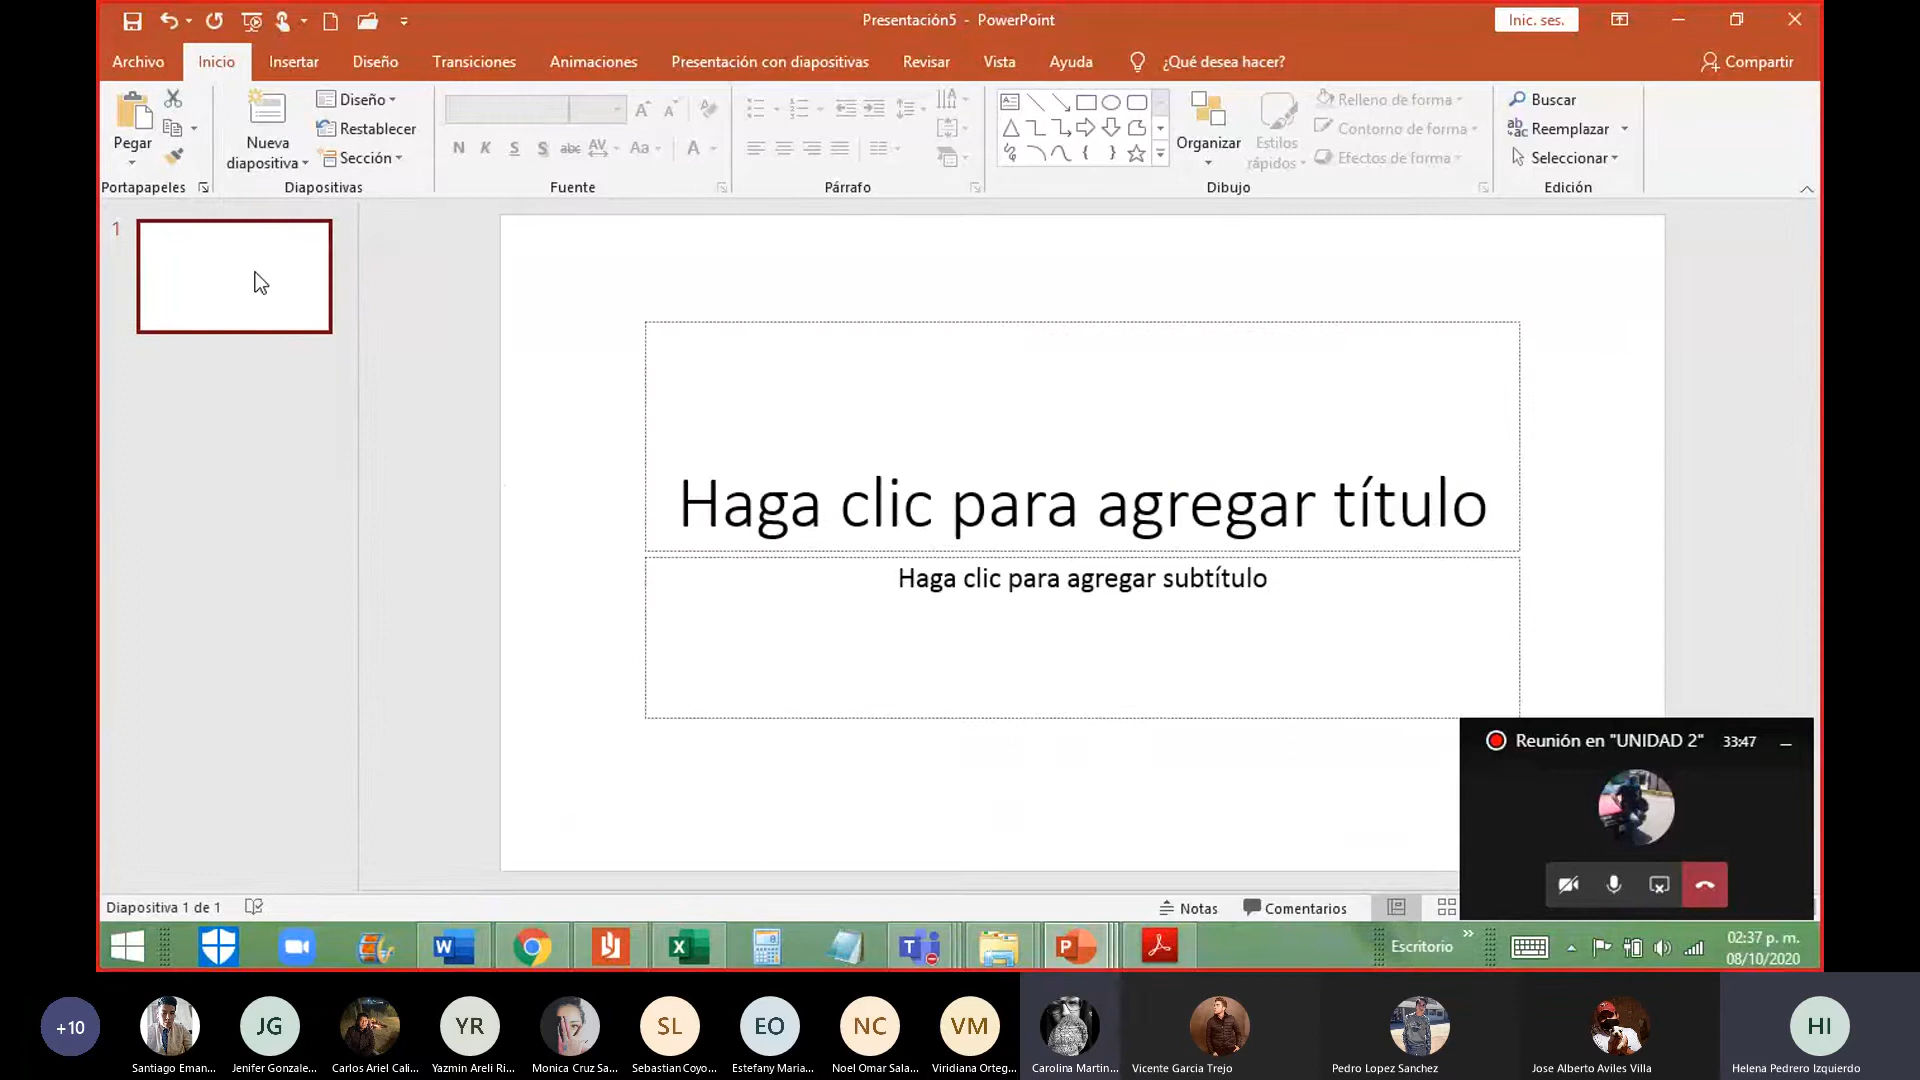 Presentación5 - PowerPoint
Inic. ses.
Archivo Inicio Insertar Diseño Transiciones Animaciones Presentación con diapositivas Revisar Vista Ayuda ¿Qué desea hacer? Compartir
Pegar
Portapapeles
Nueva diapositiva
Diseño
Restablecer
Sección
Diapositivas
N K S S abc AV Aa A
Fuente
Párrafo
Organizar
Estilos rápidos
Relleno de forma
Contorno de forma
Efectos de forma
Dibujo
Buscar
Reemplazar
Seleccionar
Edición
1
Haga clic para agregar título
Haga clic para agregar subtítulo
Reunión en "UNIDAD 2" 33:47
Diapositiva 1 de 1
Notas Comentarios
Escritorio
02:37 p. m.
08/10/2020
+10 JG YR SL EO NC VM HI
Santiago Eman... Jenifer Gonzale... Carlos Ariel Cali... Yazmin Areli Ri... Monica Cruz Sa... Sebastian Coyo... Estefany Maria... Noel Omar Sala... Viridiana Orteg... Carolina Martin... Vicente Garcia Trejo Pedro Lopez Sanchez Jose Alberto Aviles Villa Helena Pedrero Izquierdo